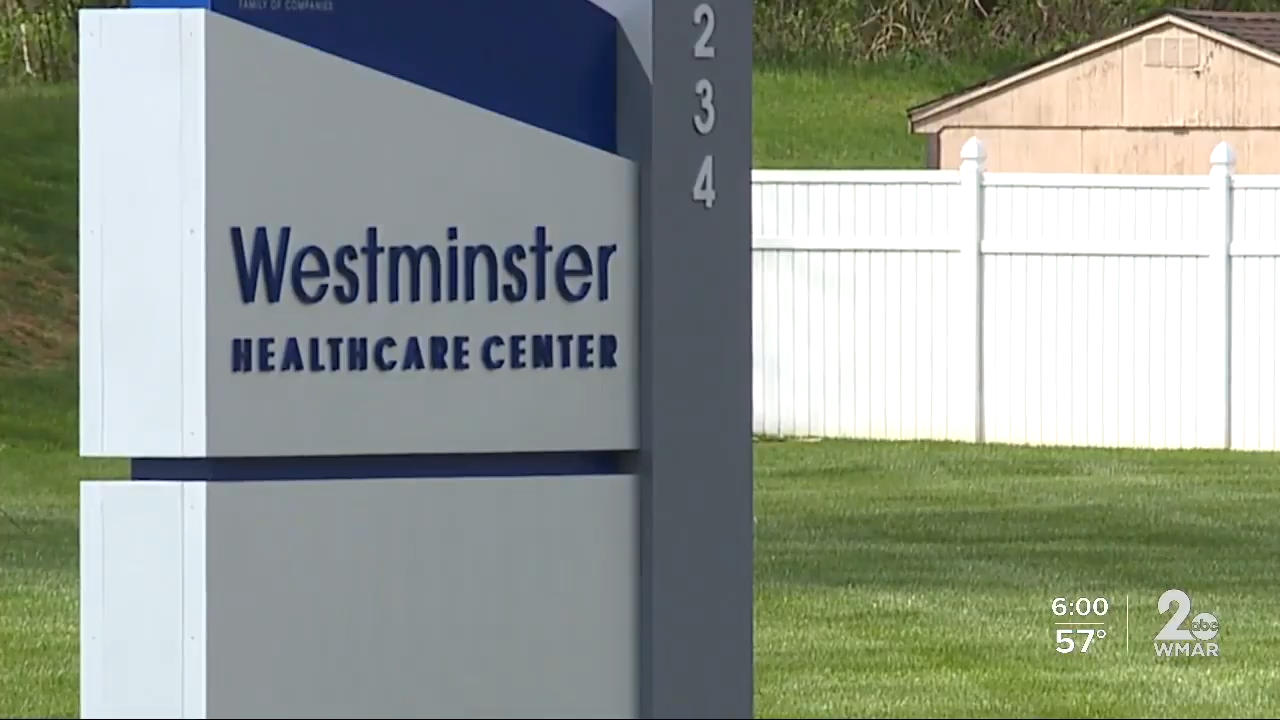 FAMILY OF COMPANIES
2
3
4
Westminster
HEALTHCARE CENTER
6:00
57°
2 abc
WMAR